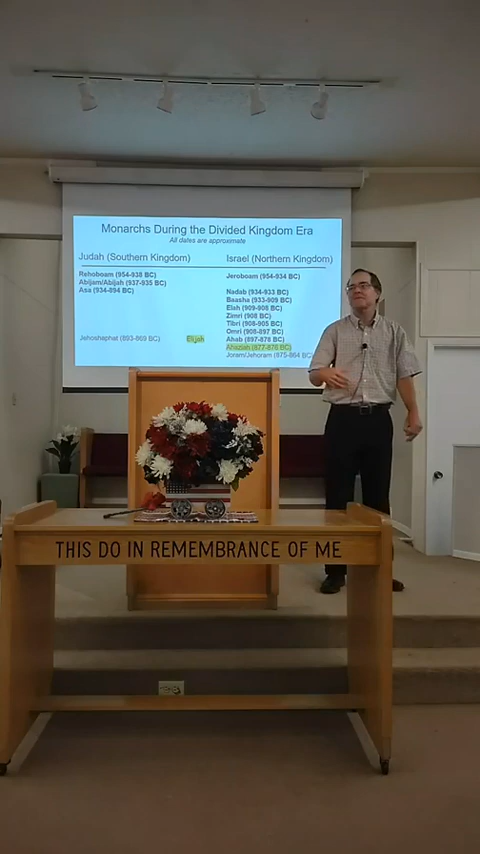 Monarchs During the Divided Kingdom Era
All dates are approximate
Judah (Southern Kingdom)
Rehoboam (954-938 BC)
Abijam/Abijah (937-935 BC)
Asa (934-894 BC)
Jehoshaphat (893-869 BC)
Elijah
Israel (Northern Kingdom)
Jeroboam (954-934 BC)
Nadab (934-933 BC)
Baasha (933-909 BC)
Elah (909-908 BC)
Zimri (908 BC)
Tibri (908-905 BC)
Omri (908-897 BC)
Ahab (897-878 BC)
Ahaziah (877-876 BC)
Joram/Jehoram (875-864 BC)
THIS DO IN REMEMBRANCE OF ME